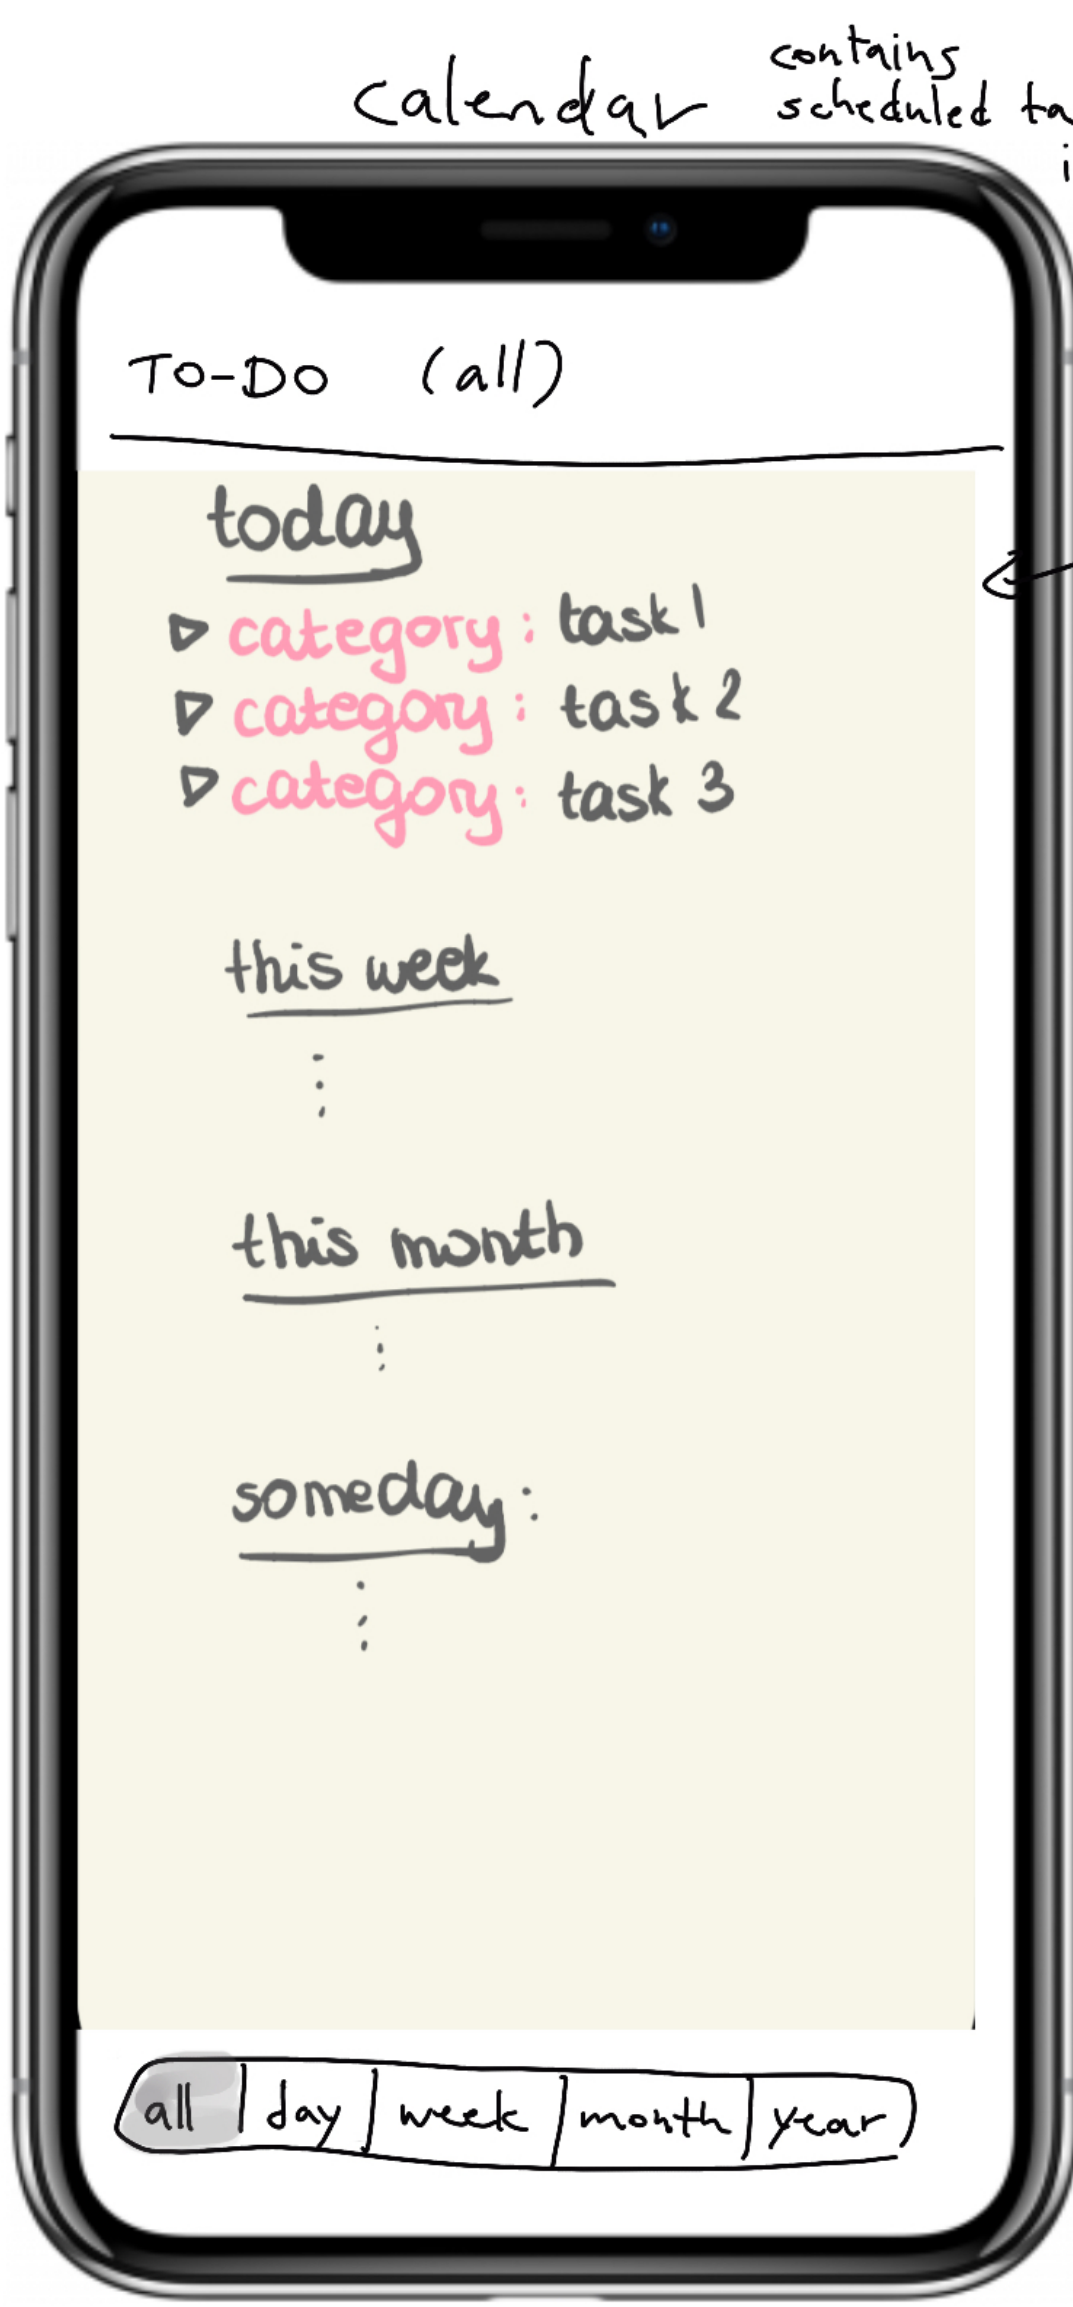 calendar
contains
scheduled
TO-DO (all)
today
category: task 1
category: task 2
category: task 3
this week
this month
someday:
all day week month year